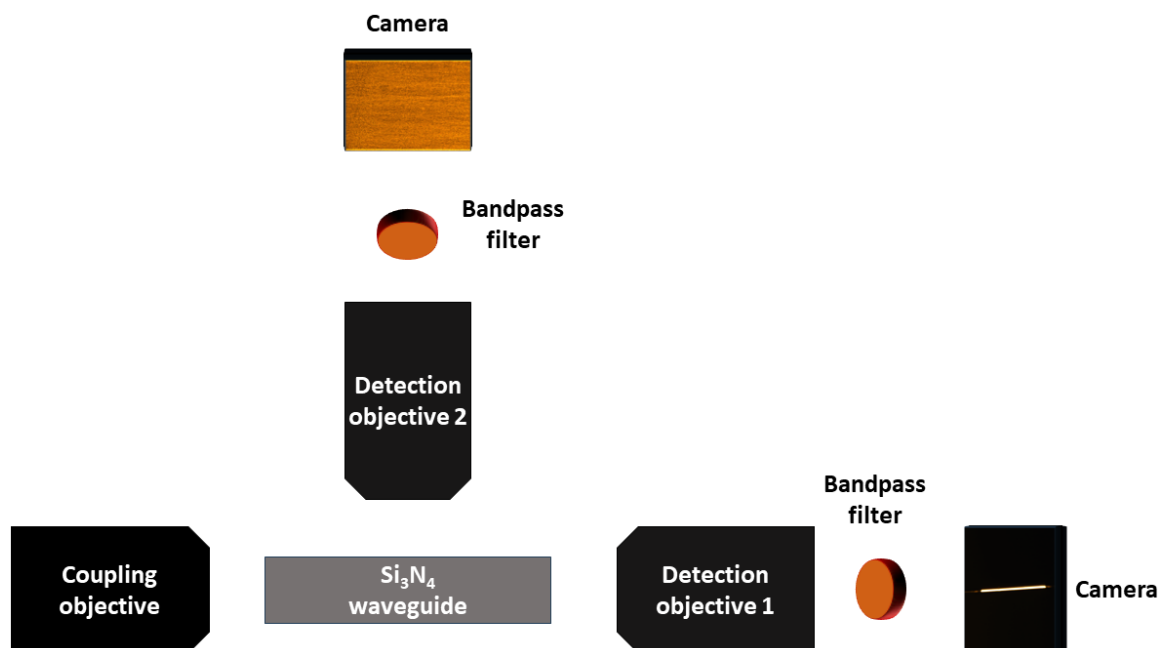 Camera
Bandpass
filter
Detection
objective 2
Coupling
objective
Si₃N₄
waveguide
Detection
objective 1
Bandpass
filter
Camera